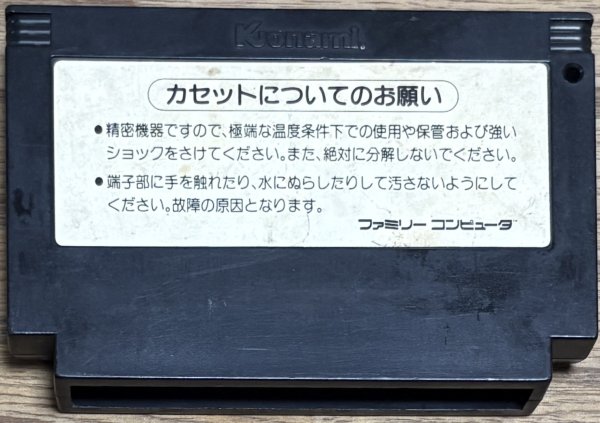 Konami
カセットについてのお願い
●精密機器ですので、極端な温度条件下での使用や保管および強い
ショックをさけてください。また、絶対に分解しないでください。
●端子部に手を触れたり、水にぬらしたりして汚さないようにして
ください。故障の原因となります。
ファミリー コンピュータ™